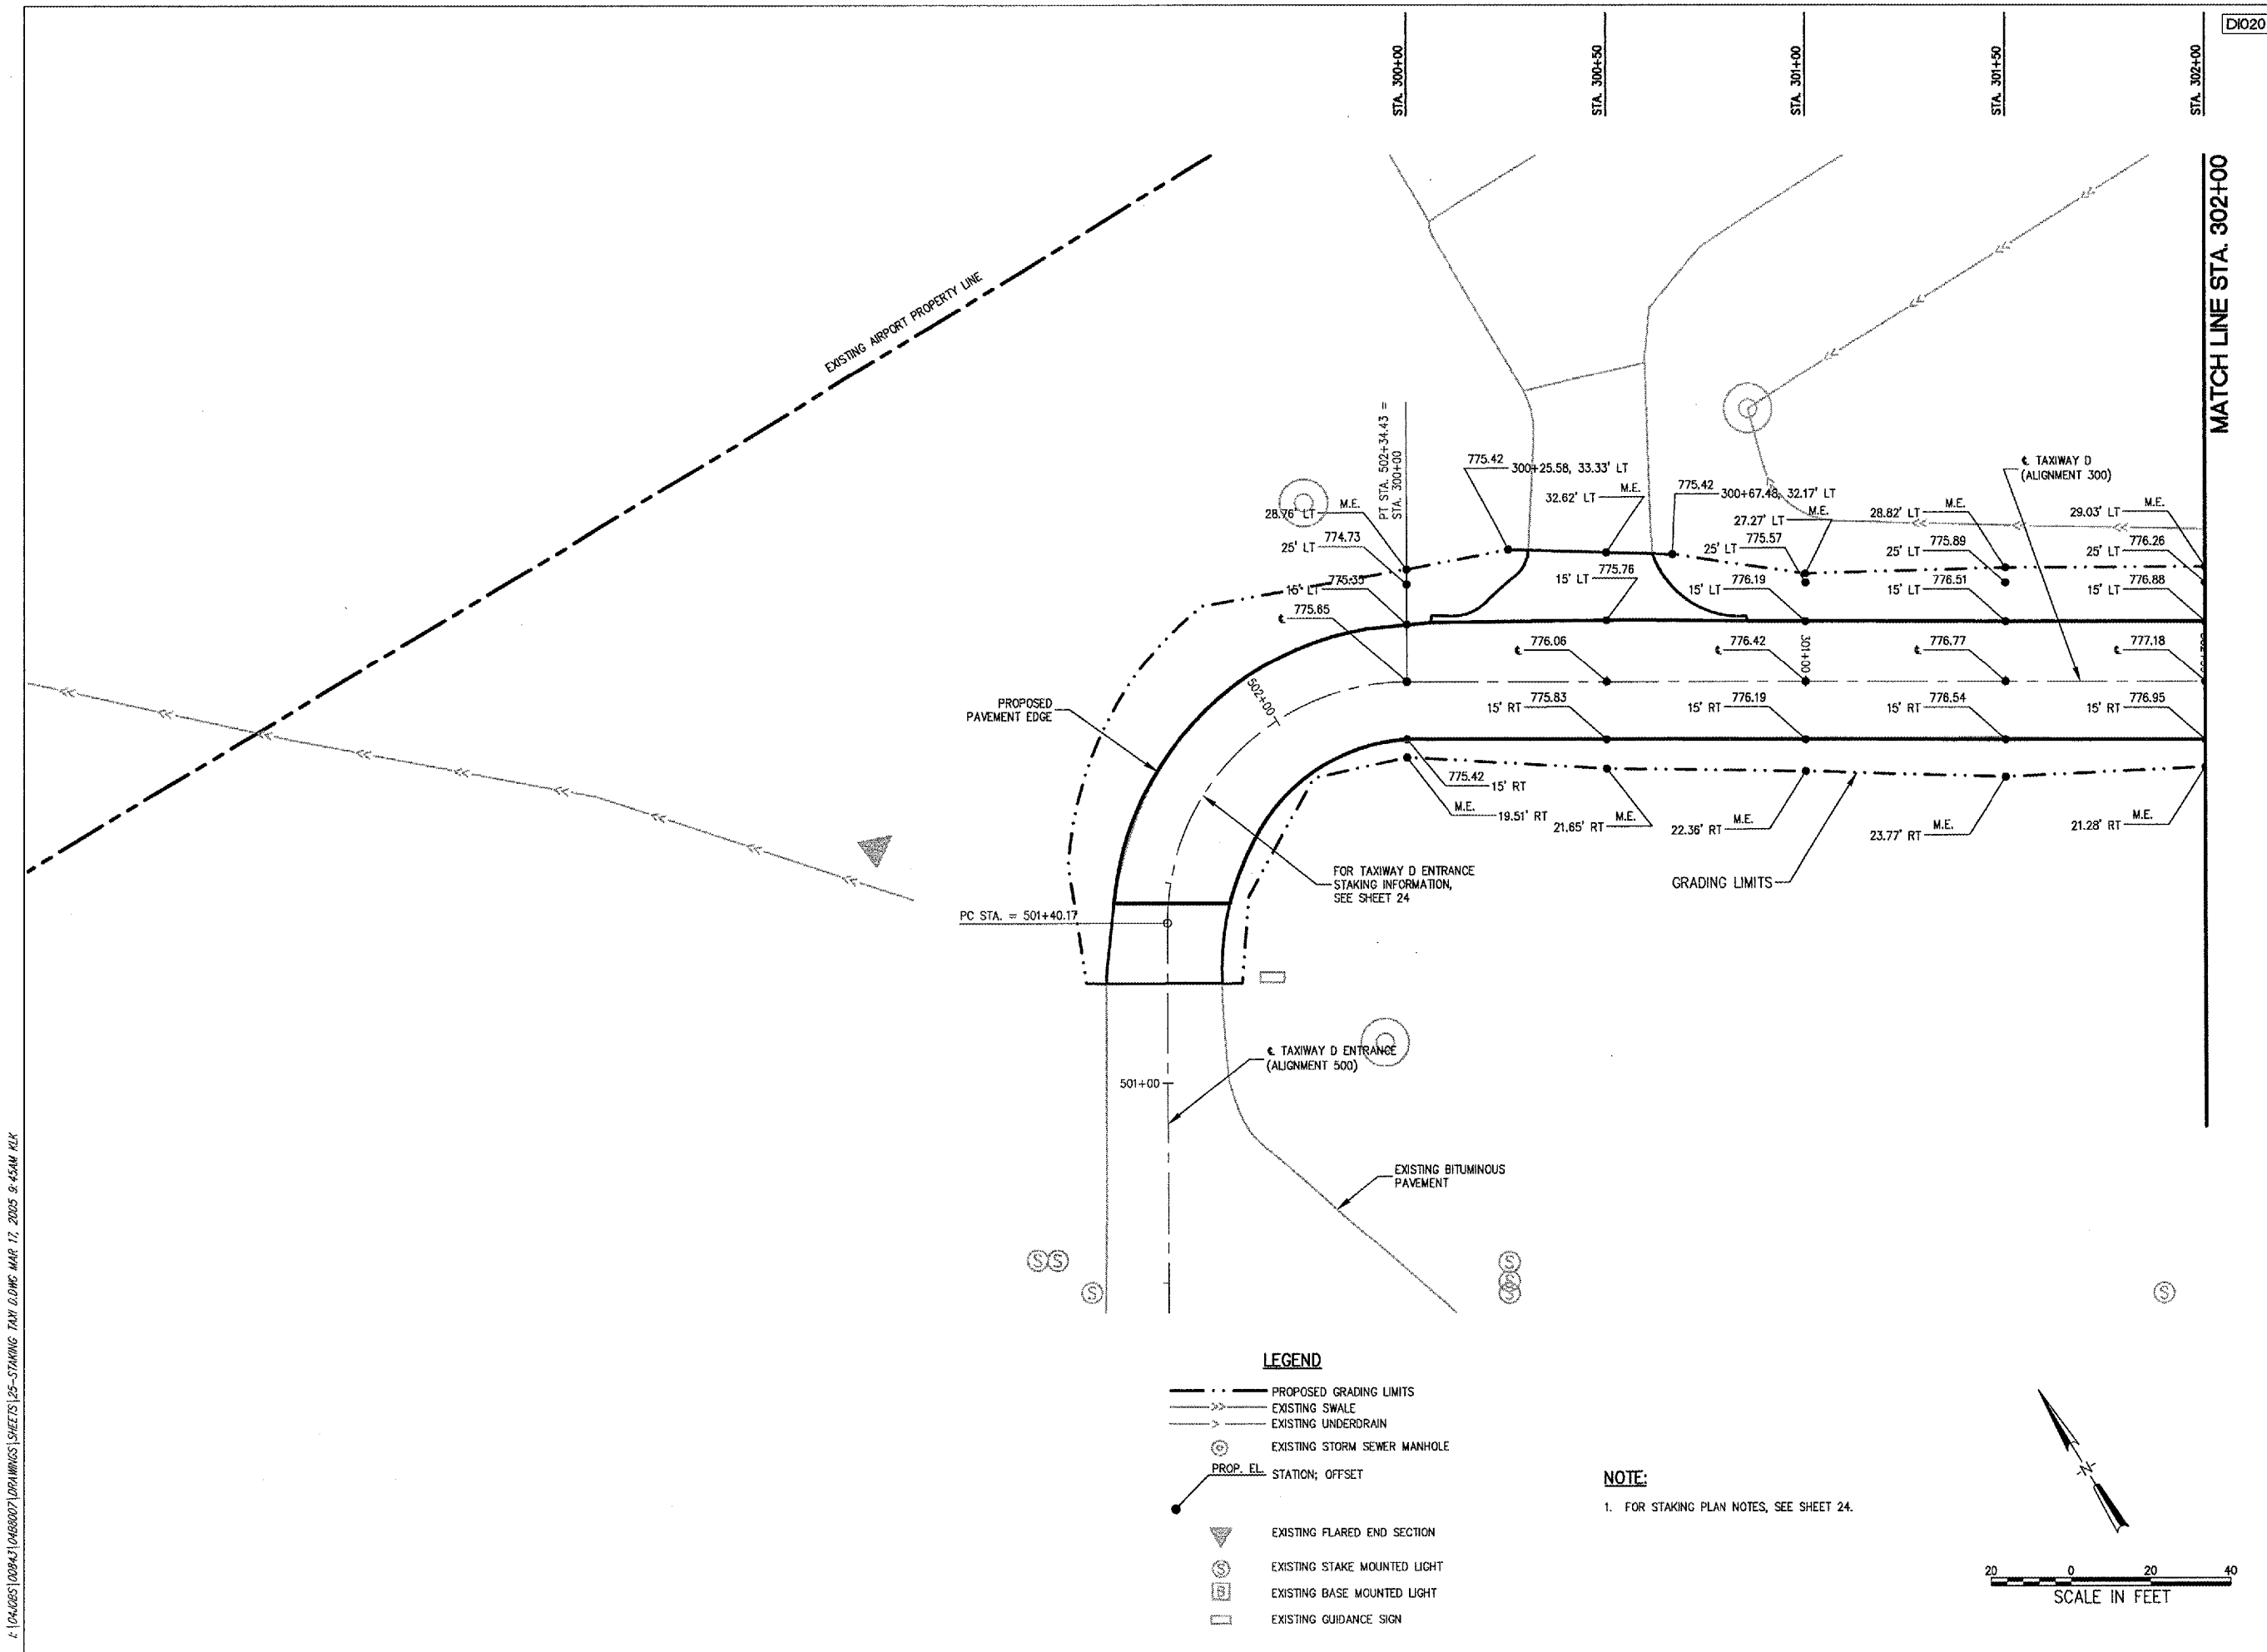 DI020
STA. 300+00
STA. 300+50
STA. 301+00
STA. 301+50
STA. 302+00
MATCH LINE STA. 302+00
EXISTING AIRPORT PROPERTY LINE
PT STA. 502+34.43 =
STA. 300+00
775.42
300+25.58, 33.33' LT
M.E.
32.62' LT
775.42
300+67.48, 32.17' LT
M.E.
28.76' LT
774.73
25' LT
775.35
15' LT
775.65
℄
775.76
15' LT
M.E.
27.27' LT
775.57
25' LT
776.19
15' LT
M.E.
28.82' LT
775.89
25' LT
776.51
15' LT
M.E.
29.03' LT
776.26
25' LT
776.88
15' LT
℄ TAXIWAY D
(ALIGNMENT 300)
776.06
℄
776.42
℄
301+00
776.77
℄
777.18
℄
775.83
15' RT
776.19
15' RT
776.54
15' RT
776.95
15' RT
502+00
PROPOSED
PAVEMENT EDGE
775.42
15' RT
M.E.
19.51' RT
M.E.
21.65' RT
M.E.
22.36' RT
M.E.
23.77' RT
M.E.
21.28' RT
GRADING LIMITS
FOR TAXIWAY D ENTRANCE
STAKING INFORMATION,
SEE SHEET 24
PC STA. = 501+40.17
℄ TAXIWAY D ENTRANCE
(ALIGNMENT 500)
501+00
EXISTING BITUMINOUS
PAVEMENT
S
S
S
S
S
S
S
LEGEND
PROPOSED GRADING LIMITS
EXISTING SWALE
EXISTING UNDERDRAIN
EXISTING STORM SEWER MANHOLE
PROP. EL.
STATION; OFFSET
EXISTING FLARED END SECTION
S EXISTING STAKE MOUNTED LIGHT
B EXISTING BASE MOUNTED LIGHT
EXISTING GUIDANCE SIGN
NOTE:
1. FOR STAKING PLAN NOTES, SEE SHEET 24.
-N-
20 0 20 40
SCALE IN FEET